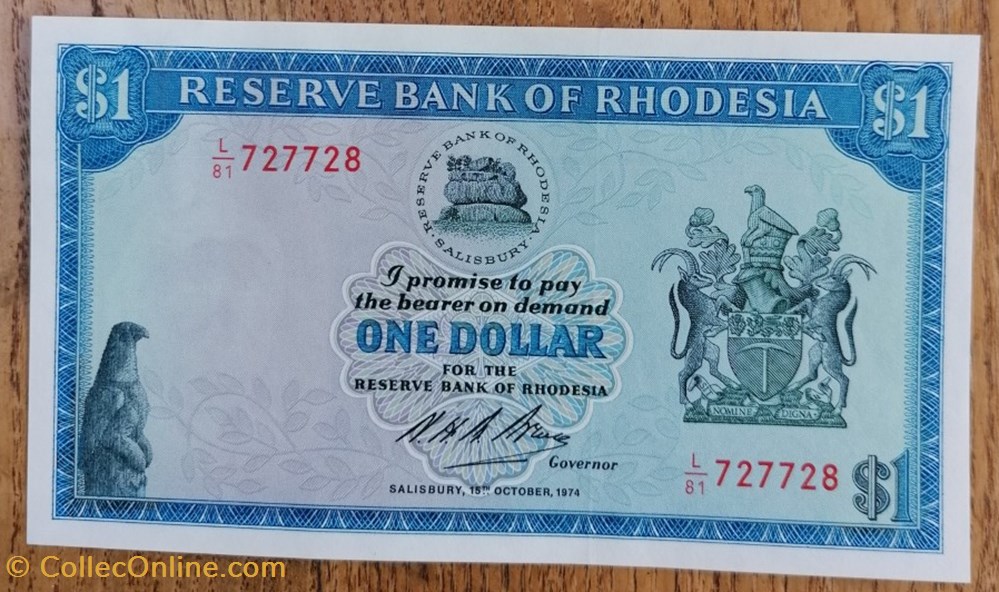 $1 RESERVE BANK OF RHODESIA $1
L/81 727728
RESERVE BANK OF RHODESIA
· SALISBURY ·
I promise to pay
the bearer on demand
ONE DOLLAR
FOR THE
RESERVE BANK OF RHODESIA
NOMINE DIGNA
Governor
L/81 727728
$1
SALISBURY, 15TH OCTOBER, 1974
© CollecOnline.com